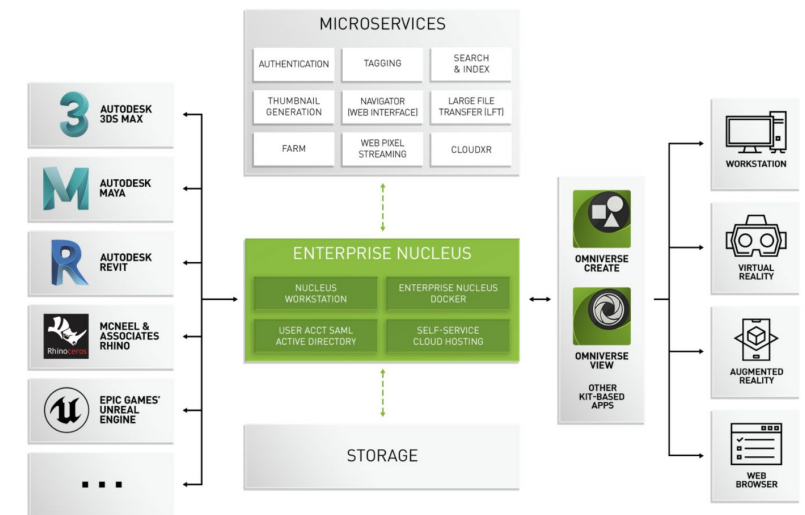 MICROSERVICES
AUTHENTICATION
TAGGING
SEARCH
& INDEX
THUMBNAIL
GENERATION
NAVIGATOR
(WEB INTERFACE)
LARGE FILE
TRANSFER (LFT)
FARM
WEB PIXEL
STREAMING
CLOUDXR
3
AUTODESK
3DS MAX
M
AUTODESK
MAYA
R
AUTODESK
REVIT
Rhinoceros
MCNEEL &
ASSOCIATES
RHINO
EPIC GAMES'
UNREAL
ENGINE
...
ENTERPRISE NUCLEUS
NUCLEUS
WORKSTATION
ENTERPRISE NUCLEUS
DOCKER
USER ACCT SAML
ACTIVE DIRECTORY
SELF-SERVICE
CLOUD HOSTING
STORAGE
OMNIVERSE
CREATE
OMNIVERSE
VIEW
OTHER
KIT-BASED
APPS
WORKSTATION
VIRTUAL
REALITY
AUGMENTED
REALITY
WEB
BROWSER